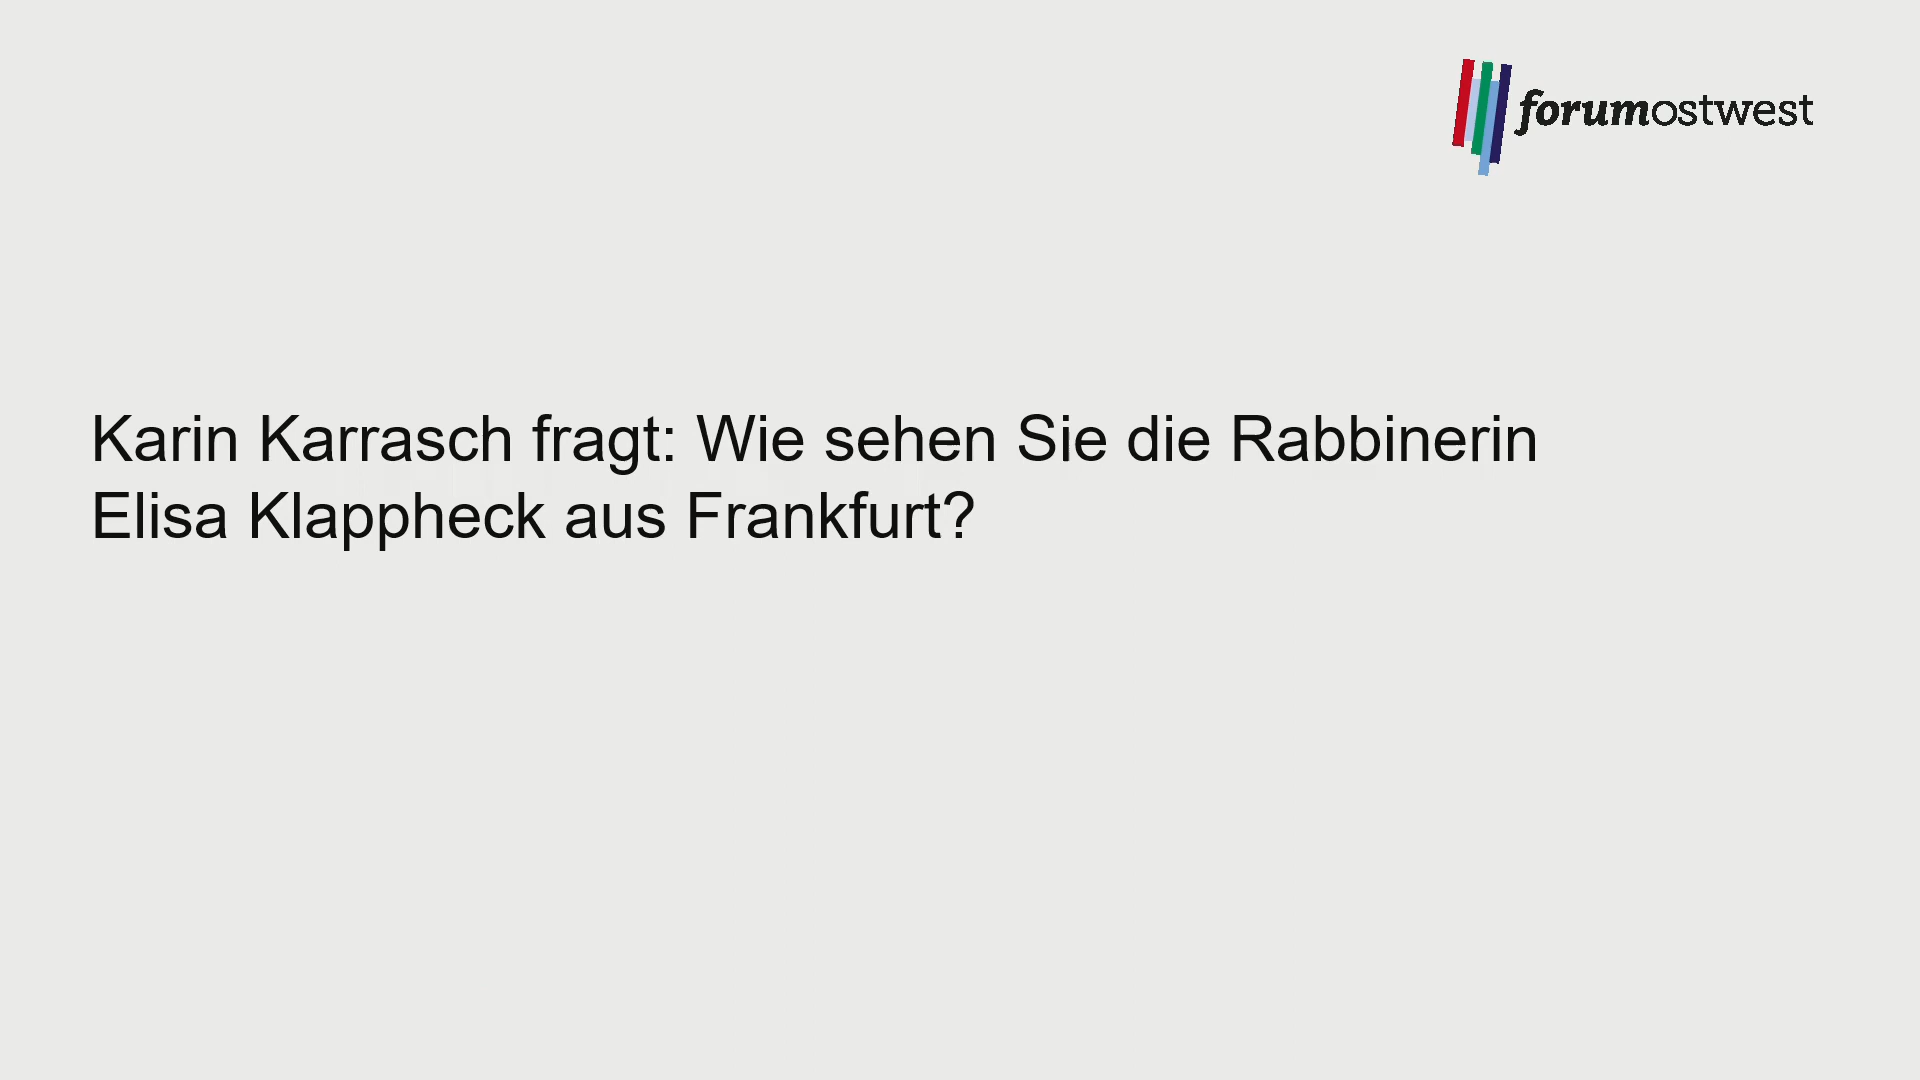 forumostwest
Karin Karrasch fragt: Wie sehen Sie die Rabbinerin
Elisa Klappheck aus Frankfurt?